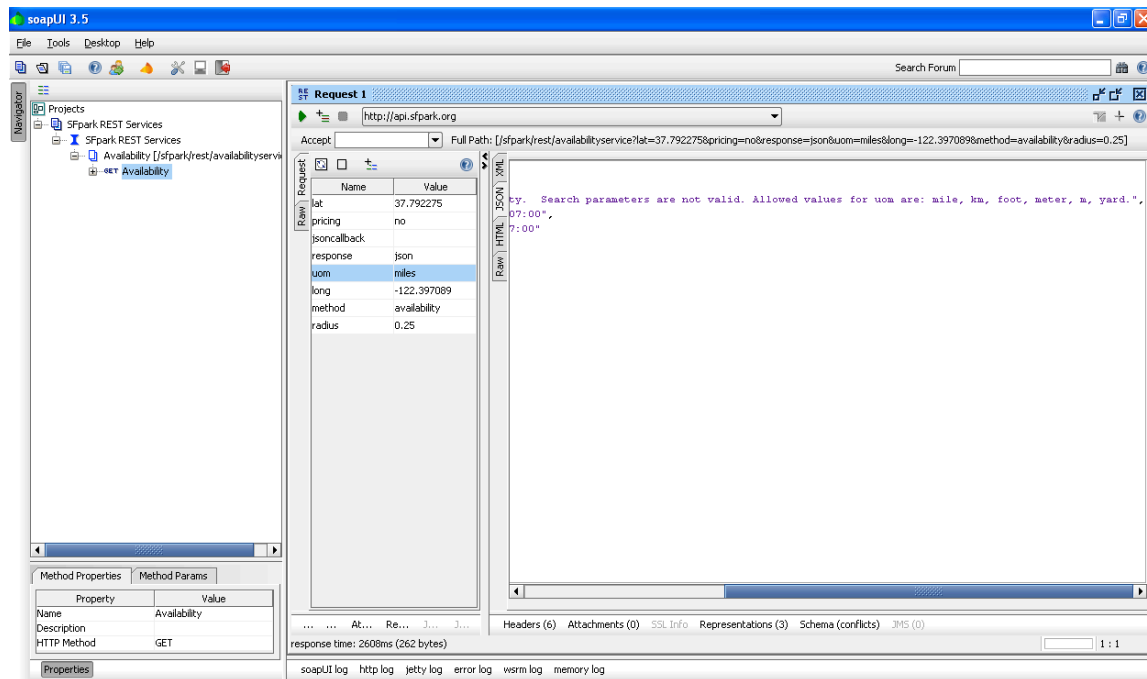 soapUI 3.5
File Tools Desktop Help
Search Forum
Navigator
Projects
SFpark REST Services
SFpark REST Services
Availability [/sfpark/rest/availabilityservi
GET Availability
REST Request 1
http://api.sfpark.org
Accept Full Path: [/sfpark/rest/availabilityservice?lat=37.792275&pricing=no&response=json&uom=miles&long=-122.397089&method=availability&radius=0.25]
Request
Raw
Name Value
lat 37.792275
pricing no
jsoncallback
response json
uom miles
long -122.397089
method availability
radius 0.25
XML
JSON
HTML
Raw
ty. Search parameters are not valid. Allowed values for uom are: mile, km, foot, meter, m, yard.",
07:00",
7:00"
Method Properties Method Params
Property Value
Name Availability
Description
HTTP Method GET
Properties
... ... At... Re... J... J...
Headers (6) Attachments (0) SSL Info Representations (3) Schema (conflicts) JMS (0)
response time: 2608ms (262 bytes)
1 : 1
soapUI log http log jetty log error log wsrm log memory log